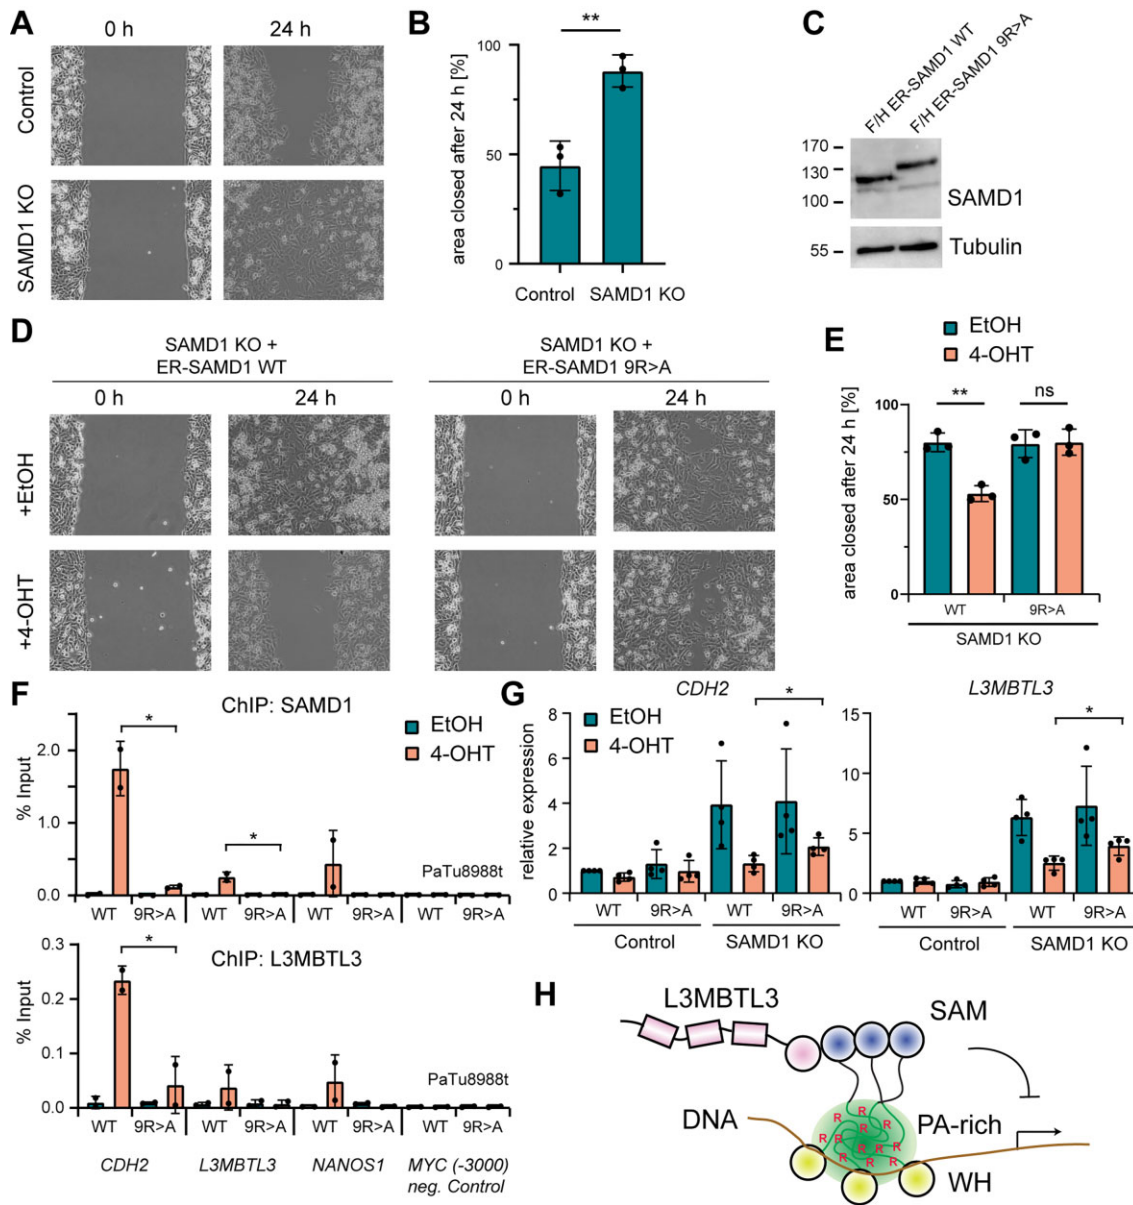 A
0 h
24 h
Control
SAMD1 KO
B
**
area closed after 24 h [%]
100
50
0
Control
SAMD1 KO
C
F/H ER-SAMD1 WT
F/H ER-SAMD1 9R>A
170
130
100
SAMD1
55
Tubulin
D
SAMD1 KO +
ER-SAMD1 WT
SAMD1 KO +
ER-SAMD1 9R>A
0 h
24 h
0 h
24 h
+EtOH
+4-OHT
E
EtOH
4-OHT
area closed after 24 h [%]
100
50
0
**
ns
WT
9R>A
SAMD1 KO
F
ChIP: SAMD1
EtOH
4-OHT
% Input
2.0
1.0
0.0
*
*
PaTu8988t
WT
9R>A
WT
9R>A
WT
9R>A
WT
9R>A
ChIP: L3MBTL3
% Input
0.3
0.2
0.1
0.0
*
PaTu8988t
WT
9R>A
WT
9R>A
WT
9R>A
WT
9R>A
CDH2
L3MBTL3
NANOS1
MYC (-3000)
neg. Control
G
CDH2
EtOH
4-OHT
relative expression
8
6
4
2
0
*
WT
9R>A
WT
9R>A
Control
SAMD1 KO
L3MBTL3
15
10
5
0
*
WT
9R>A
WT
9R>A
Control
SAMD1 KO
H
L3MBTL3
SAM
DNA
R
R
R
R
R
R
R
R
R
R
R
PA-rich
WH